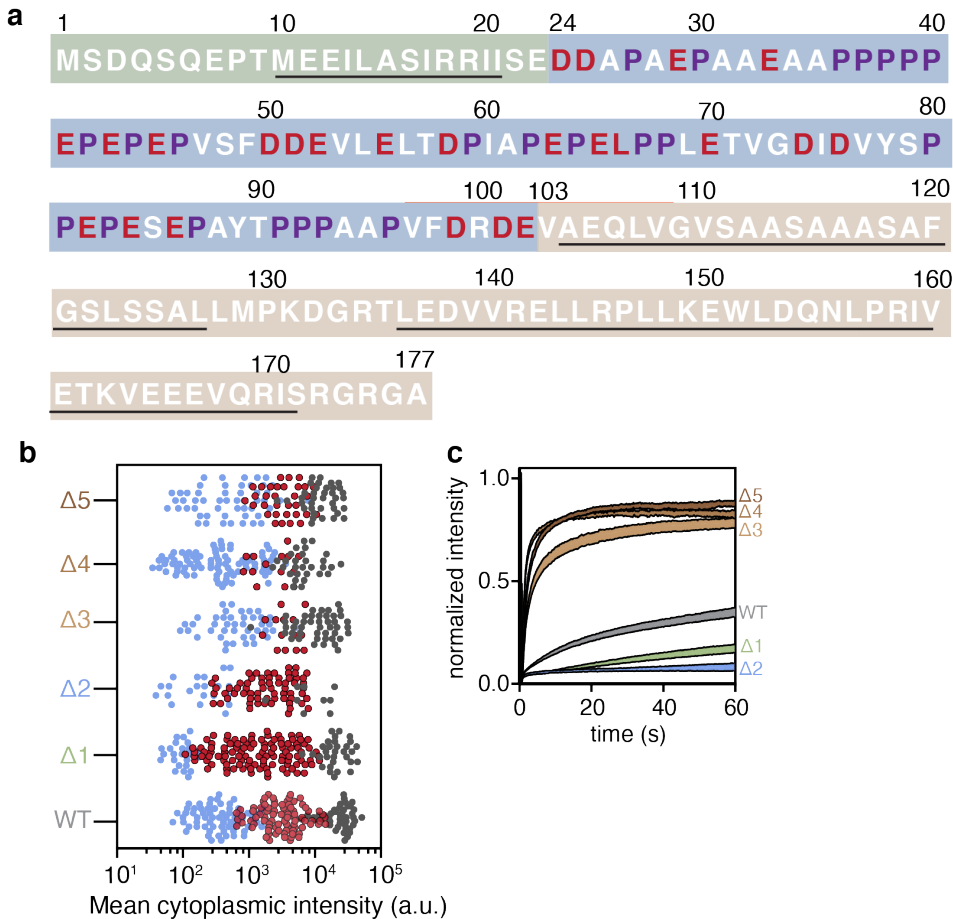 a
1 10 20 24 30 40
MSDQSQEPTMEEILASIRRIISEDDAPAEPAAEAAPPPPP
50 60 70 80
EPEPEPVSFDDEVLELTDPIAPEPELPPLETVGDIDVYSP
90 100 103 110 120
PEPESEPAYTPPPAAPVFDRDEVAEQLVGVSAASAAASAF
130 140 150 160
GSLSSALLMPKDGRTLEDVVRELLRPLLKEWLDQNLPRIV
170 177
ETKVEEEVQRISRGRGA
b
Δ5
Δ4
Δ3
Δ2
Δ1
WT
10¹ 10² 10³ 10⁴ 10⁵
Mean cytoplasmic intensity (a.u.)
c
normalized intensity
1.0
0.5
0.0
Δ5
Δ4
Δ3
WT
Δ1
Δ2
0 20 40 60
time (s)